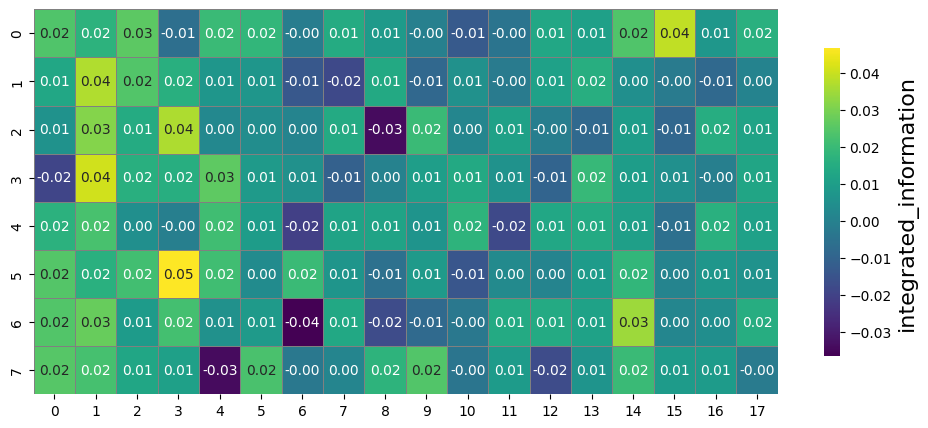 0 0.02 0.02 0.03 -0.01 0.02 0.02 -0.00 0.01 0.01 -0.00 -0.01 -0.00 0.01 0.01 0.02 0.04 0.01 0.02
1 0.01 0.04 0.02 0.02 0.01 0.01 -0.01 -0.02 0.01 -0.01 0.01 -0.00 0.01 0.02 0.00 -0.00 -0.01 0.00
2 0.01 0.03 0.01 0.04 0.00 0.00 0.00 0.01 -0.03 0.02 0.00 0.01 -0.00 -0.01 0.01 -0.01 0.02 0.01
3 -0.02 0.04 0.02 0.02 0.03 0.01 0.01 -0.01 0.00 0.01 0.01 0.01 -0.01 0.02 0.01 0.01 -0.00 0.01
4 0.02 0.02 0.00 -0.00 0.02 0.01 -0.02 0.01 0.01 0.01 0.02 -0.02 0.01 0.01 0.01 -0.01 0.02 0.01
5 0.02 0.02 0.02 0.05 0.02 0.00 0.02 0.01 -0.01 0.01 -0.01 0.00 0.00 0.01 0.02 0.00 0.01 0.01
6 0.02 0.03 0.01 0.02 0.01 0.01 -0.04 0.01 -0.02 -0.01 -0.00 0.01 0.01 0.01 0.03 0.00 0.00 0.02
7 0.02 0.02 0.01 0.01 -0.03 0.02 -0.00 0.00 0.02 0.02 -0.00 0.01 -0.02 0.01 0.02 0.01 0.01 -0.00
0 1 2 3 4 5 6 7 8 9 10 11 12 13 14 15 16 17
0.04
0.03
0.02
0.01
0.00
−0.01
−0.02
−0.03
integrated_information